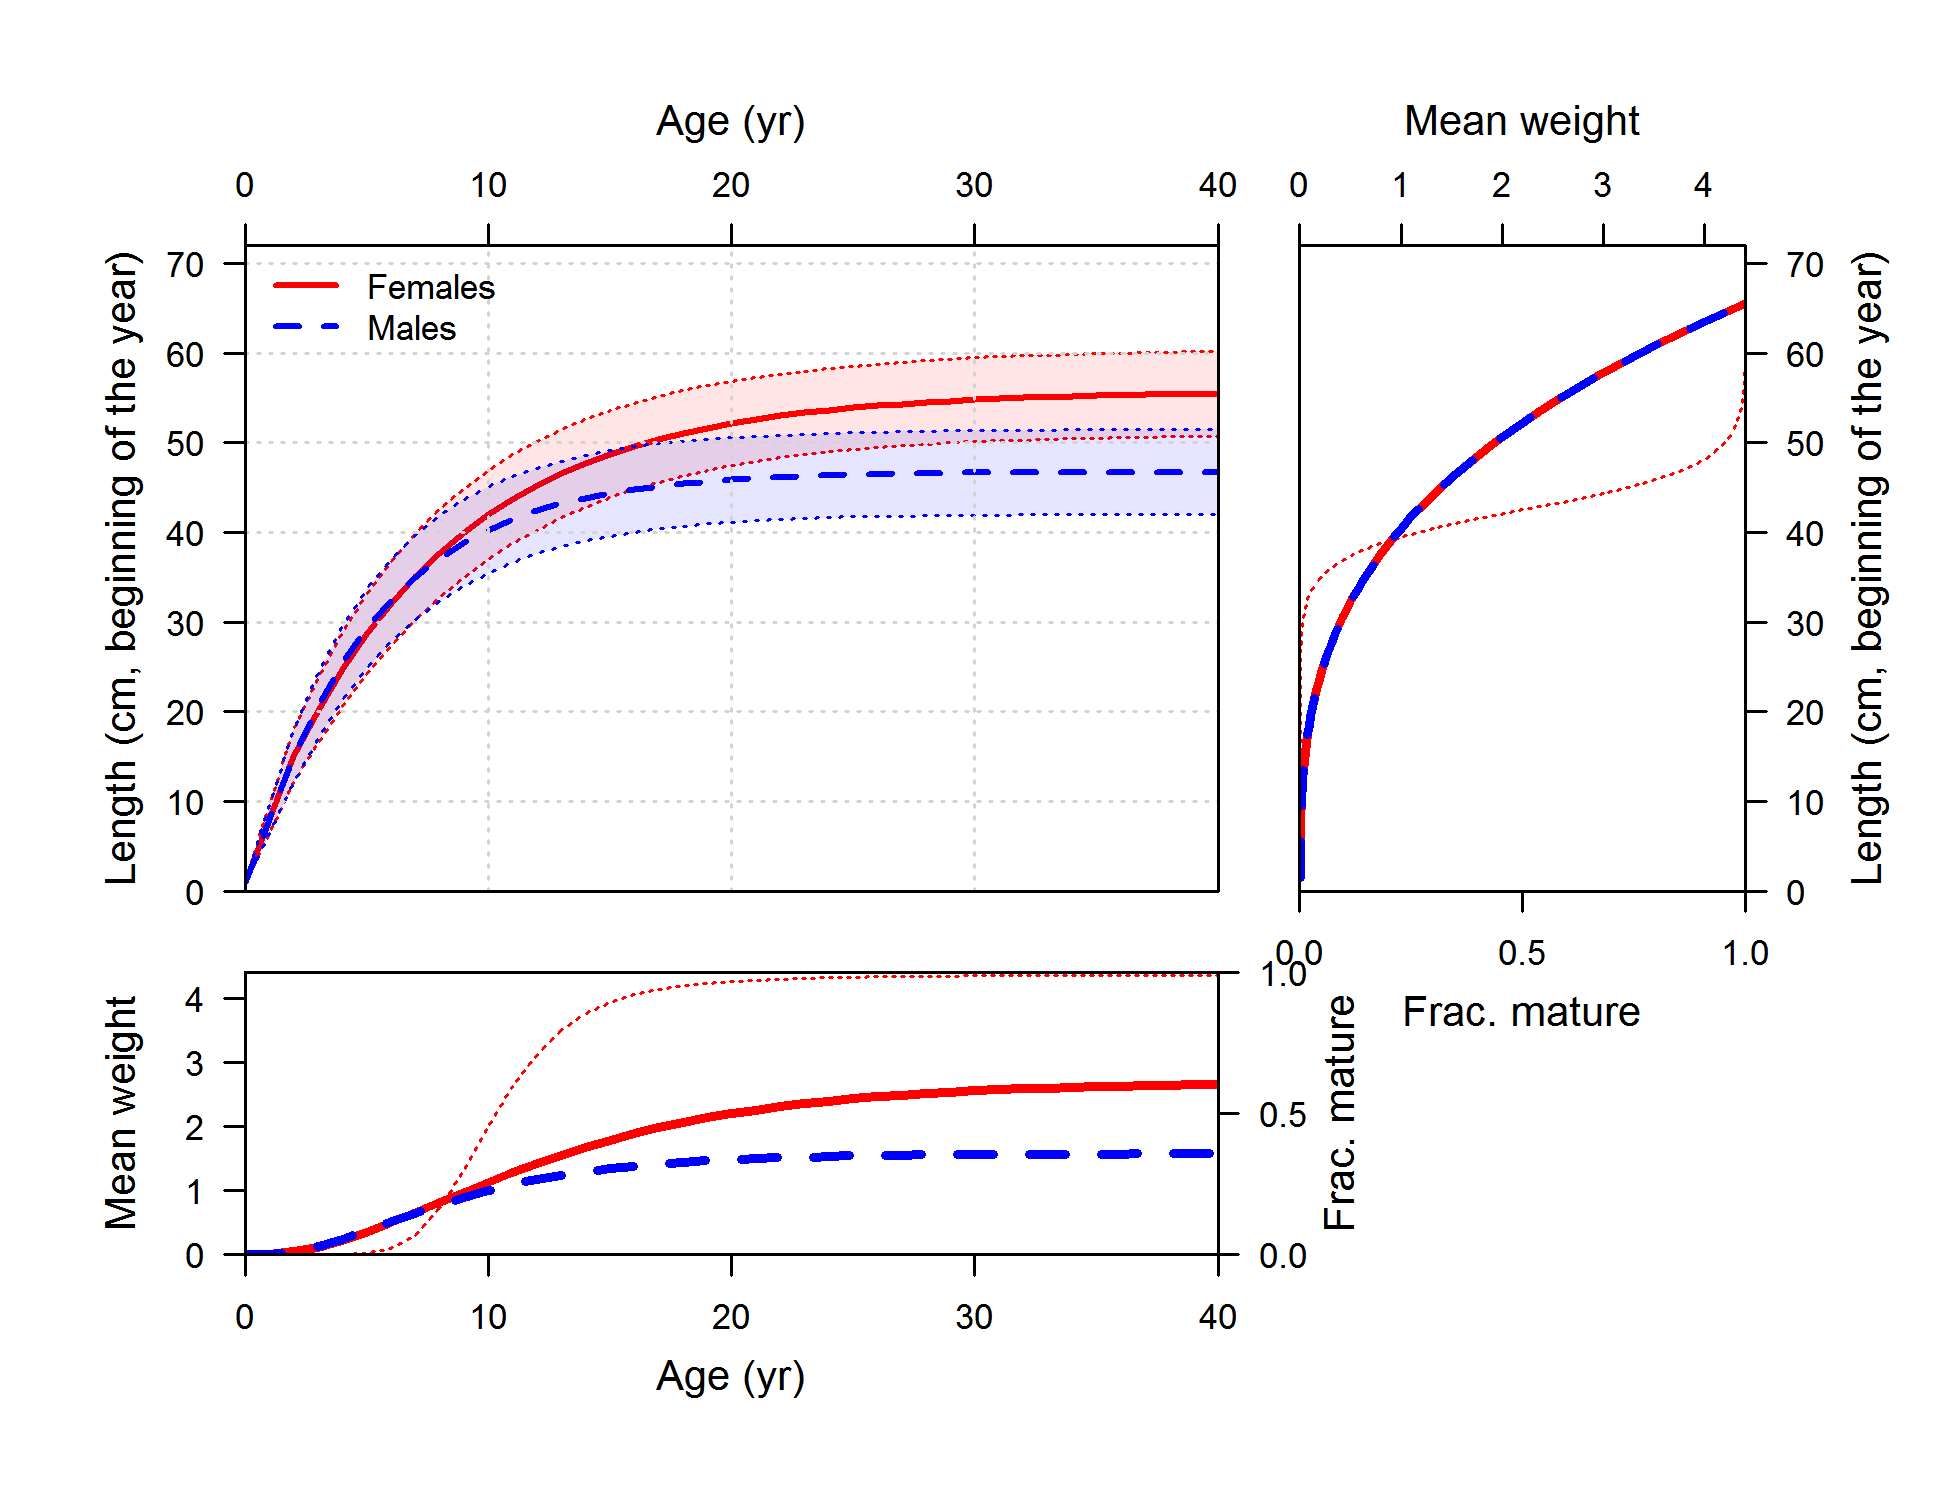 Age (yr)
Mean weight
0 10 20 30 40
0 1 2 3 4
Length (cm, beginning of the year)
70
60
50
40
30
20
10
0
Females
Males
70
60
50
40
30
20
10
0
Length (cm, beginning of the year)
0.0 0.5 1.0
Frac. mature
Mean weight
4
3
2
1
0
1.0
0.5
0.0
Frac. mature
0 10 20 30 40
Age (yr)